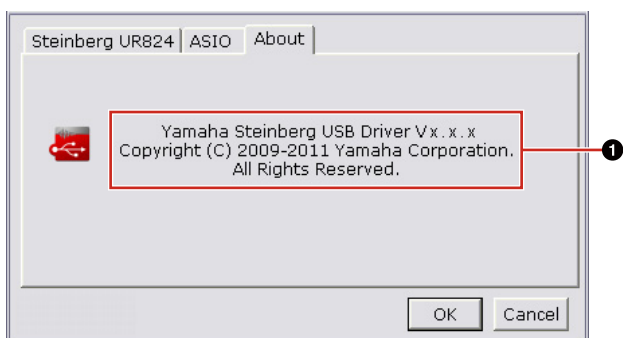 Steinberg UR824 ASIO About
Yamaha Steinberg USB Driver Vx.x.x
Copyright (C) 2009-2011 Yamaha Corporation.
All Rights Reserved.
1
OK Cancel